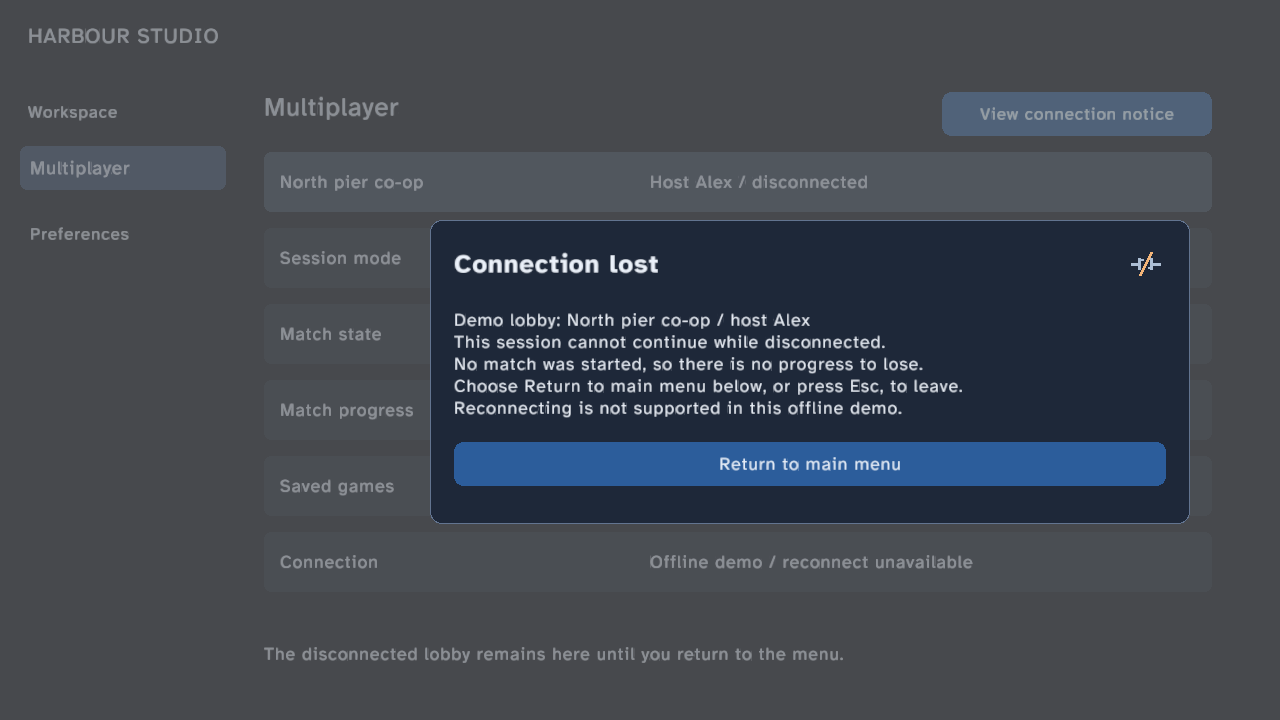 HARBOUR STUDIO
Workspace
Multiplayer
Preferences
Multiplayer
View connection notice
North pier co-op
Host Alex / disconnected
Session mode
Match state
Match progress
Saved games
Connection
Offline demo / reconnect unavailable
The disconnected lobby remains here until you return to the menu.
Connection lost
Demo lobby: North pier co-op / host Alex
This session cannot continue while disconnected.
No match was started, so there is no progress to lose.
Choose Return to main menu below, or press Esc, to leave.
Reconnecting is not supported in this offline demo.
Return to main menu